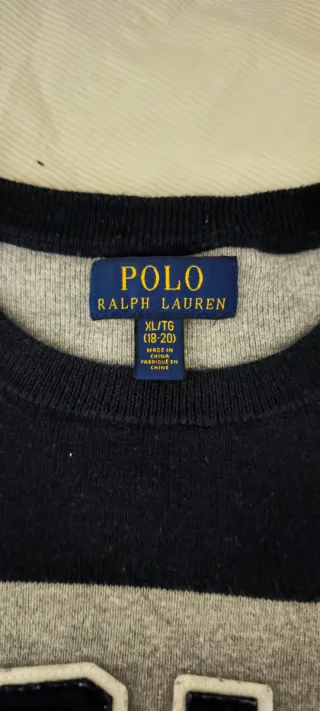 POLO
RALPH LAUREN
XL/TG
(18-20)
MADE IN
CHINA
FABRIQUÉ EN
CHINE